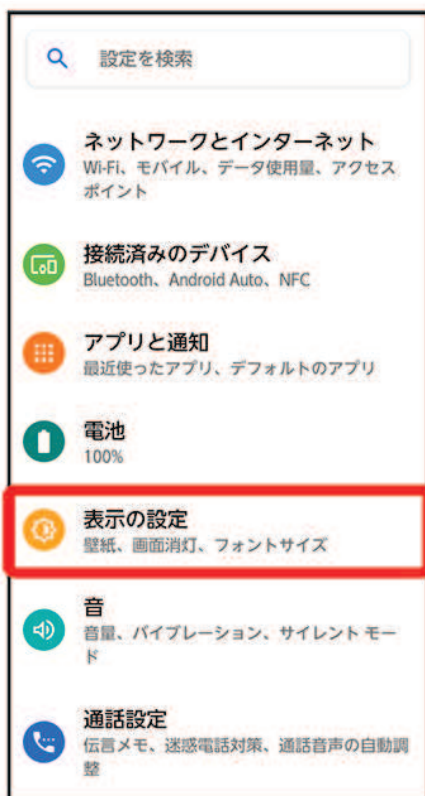 設定を検索
ネットワークとインターネット
Wi-Fi、モバイル、データ使用量、アクセス
ポイント
接続済みのデバイス
Bluetooth、Android Auto、NFC
アプリと通知
最近使ったアプリ、デフォルトのアプリ
電池
100%
表示の設定
壁紙、画面消灯、フォントサイズ
音
音量、バイブレーション、サイレント モー
ド
通話設定
伝言メモ、迷惑電話対策、通話音声の自動調
整